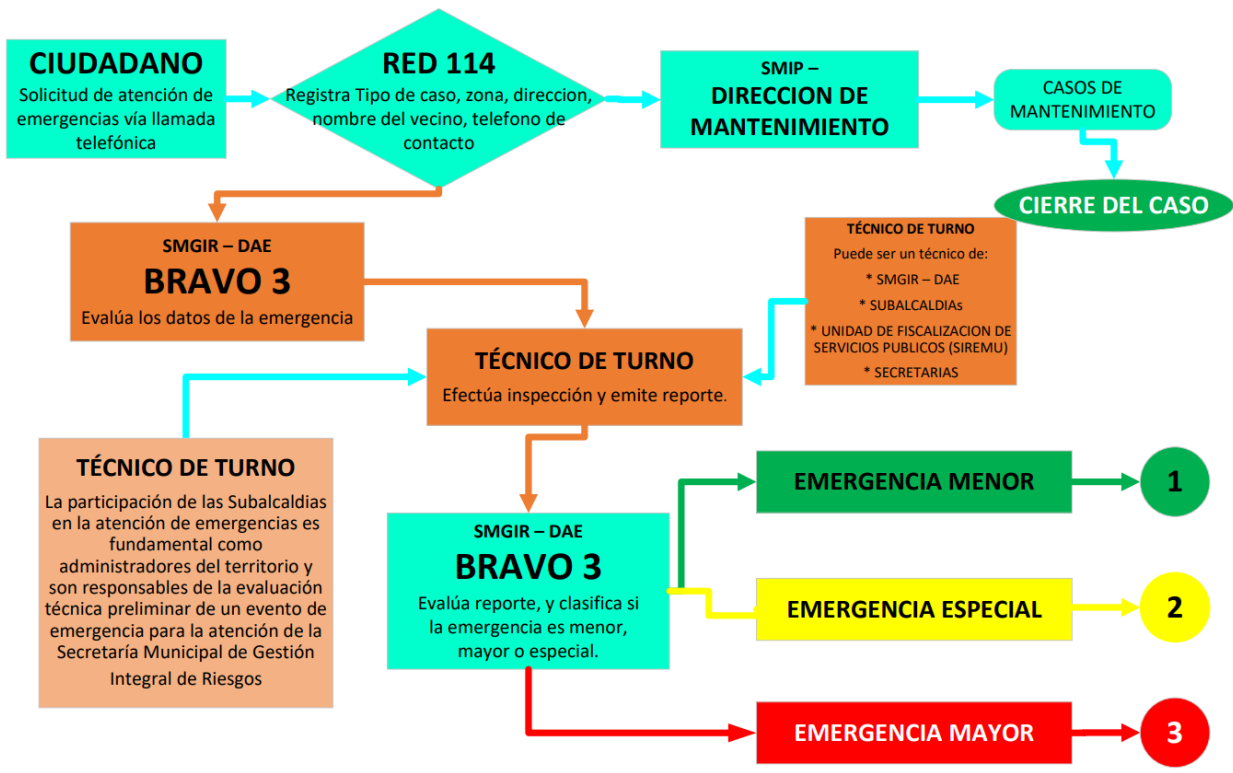 CIUDADANO
Solicitud de atención de
emergencias vía llamada
telefónica
RED 114
Registra Tipo de caso, zona, direccion,
nombre del vecino, telefono de
contacto
SMIP –
DIRECCION DE
MANTENIMIENTO
CASOS DE
MANTENIMIENTO
CIERRE DEL CASO
SMGIR – DAE
BRAVO 3
Evalúa los datos de la emergencia
TÉCNICO DE TURNO
Puede ser un técnico de:
* SMGIR – DAE
* SUBALCALDIAs
* UNIDAD DE FISCALIZACION DE
SERVICIOS PUBLICOS (SIREMU)
* SECRETARIAS
TÉCNICO DE TURNO
Efectúa inspección y emite reporte.
TÉCNICO DE TURNO
La participación de las Subalcaldias
en la atención de emergencias es
fundamental como
administradores del territorio y
son responsables de la evaluación
técnica preliminar de un evento de
emergencia para la atención de la
Secretaría Municipal de Gestión
Integral de Riesgos
SMGIR – DAE
BRAVO 3
Evalúa reporte, y clasifica si
la emergencia es menor,
mayor o especial.
EMERGENCIA MENOR
1
EMERGENCIA ESPECIAL
2
EMERGENCIA MAYOR
3